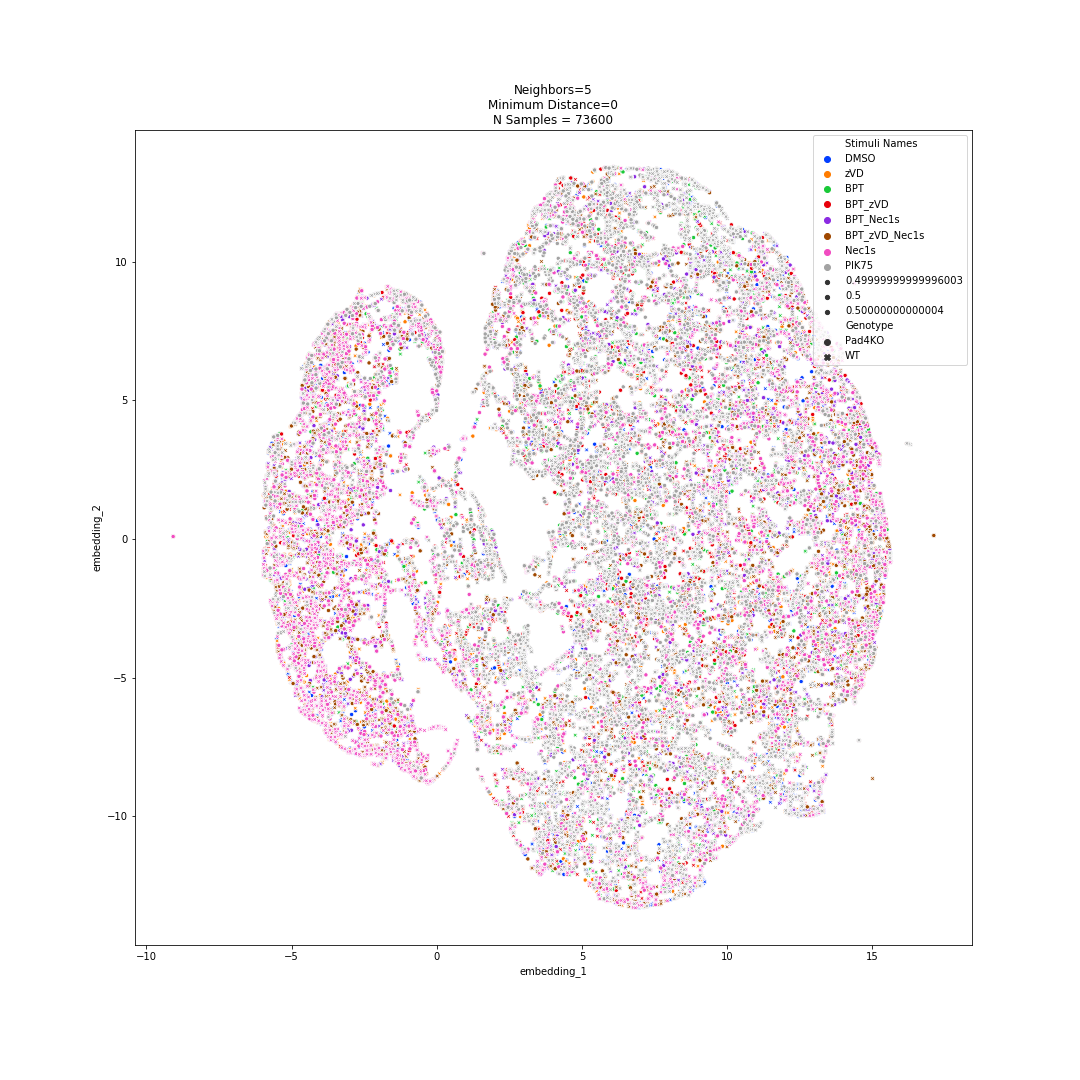 Neighbors=5
Minimum Distance=0
N Samples = 73600
Stimuli Names
DMSO
zVD
BPT
BPT_zVD
BPT_Nec1s
BPT_zVD_Nec1s
Nec1s
PIK75
0.49999999999996003
0.5
0.50000000000004
Genotype
Pad4KO
WT
10
5
0
−5
−10
embedding_2
−10
−5
0
5
10
15
embedding_1